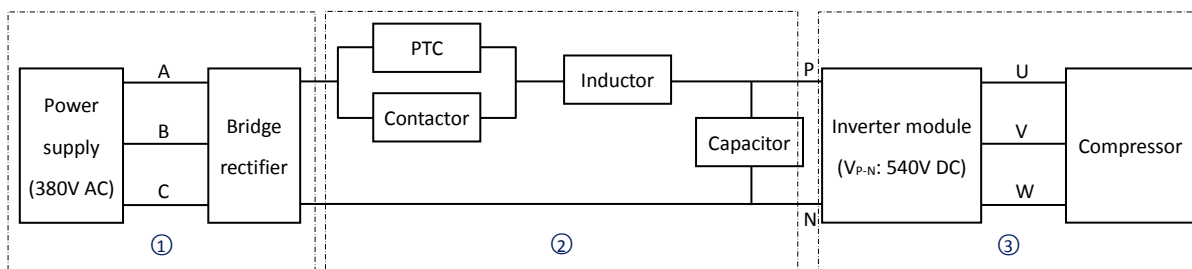 PTC
Contactor
Inductor
Capacitor
Power
supply
(380V AC)
A
B
C
Bridge
rectifier
P
N
Inverter module
(VP-N: 540V DC)
U
V
W
Compressor
①
②
③